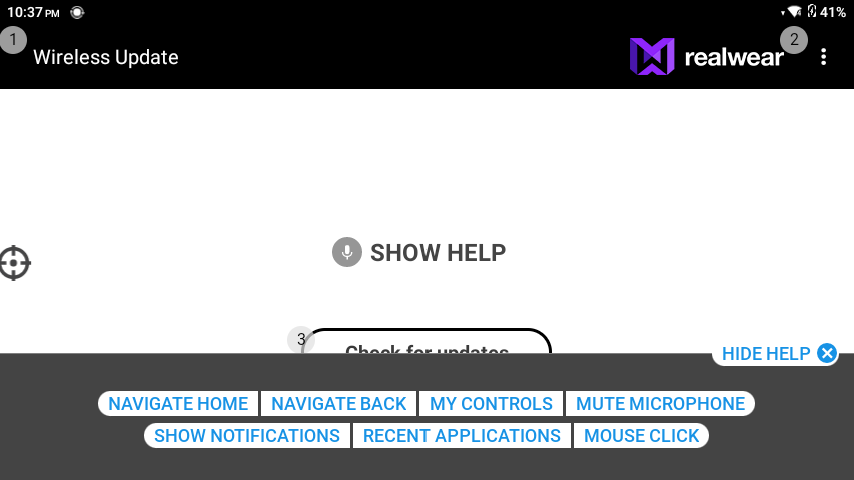 10:37 PM 41%
1 2
Wireless Update realwear
SHOW HELP
3
Check for updates
HIDE HELP
NAVIGATE HOME NAVIGATE BACK MY CONTROLS MUTE MICROPHONE
SHOW NOTIFICATIONS RECENT APPLICATIONS MOUSE CLICK